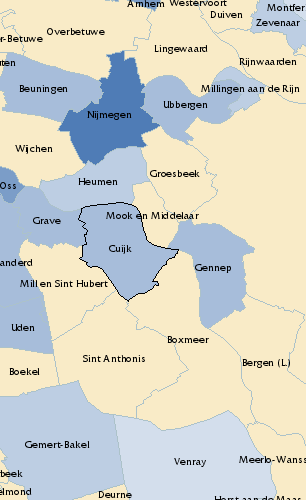 Arnhem
Westervoort
Duiven
Montfer
Zevenaar
Overbetuwe
er-Betuwe
Lingewaard
Rijnwaarden
Beuningen
Millingen aan de Rijn
Ubbergen
Nijmegen
Wijchen
Groesbeek
Heumen
Oss
Grave
Mook en Middelaar
Cuijk
anderd
Gennep
Mill en Sint Hubert
Uden
Boxmeer
Sint Anthonis
Bergen (L)
Boekel
Gemert-Bakel
Venray
Meerlo-Wanss
beek
elmond
Deurne
Horst aan de Maas